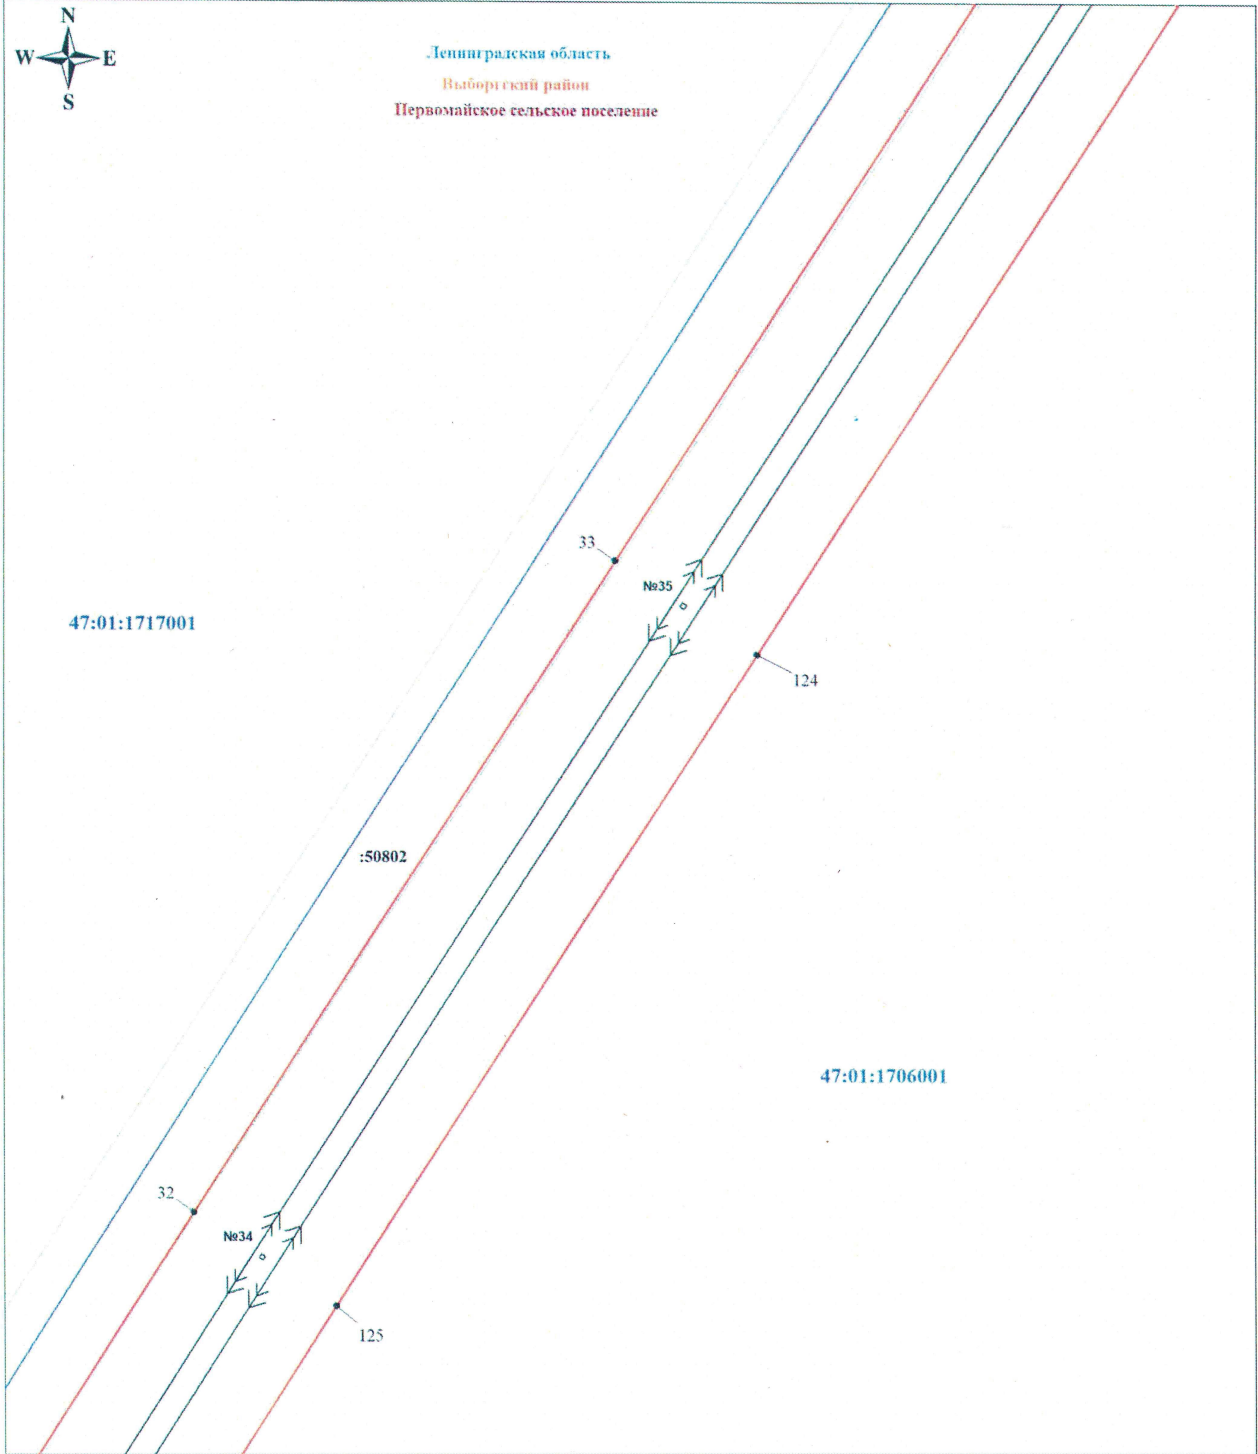 N
W E
S
Ленинградская область
Выборгский район
Первомайское сельское поселение
33
№35
47:01:1717001
124
:50802
47:01:1706001
32
№34
125